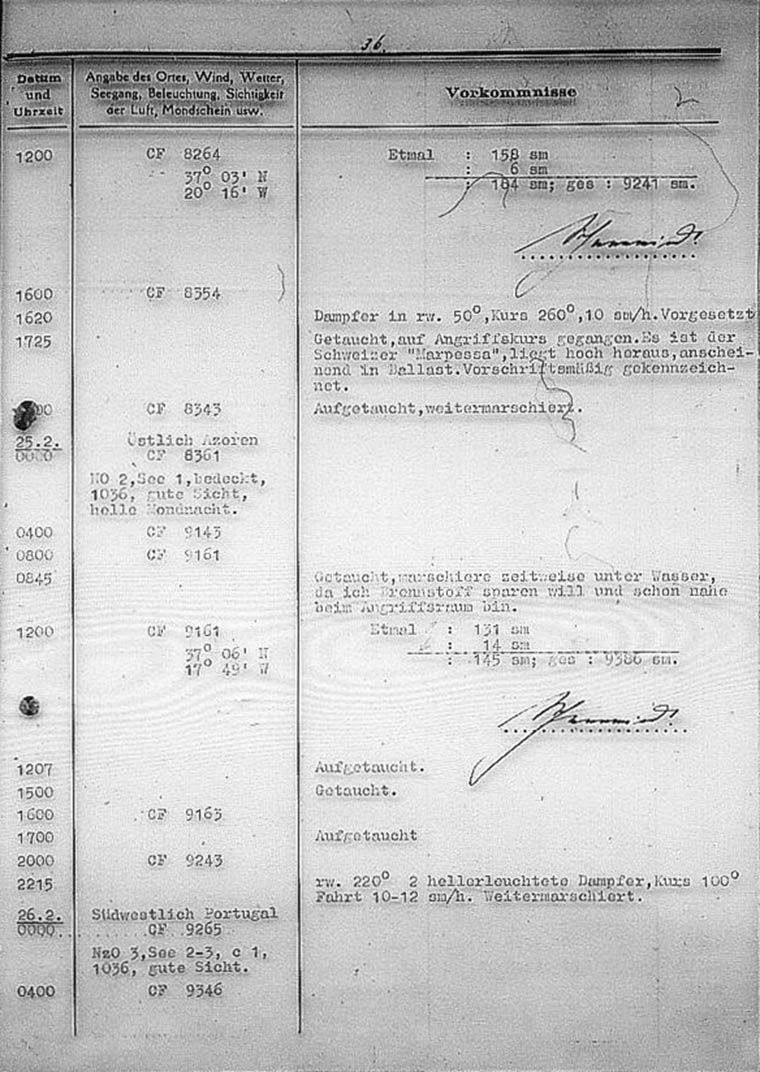 36.
Datum
und
Uhrzeit
Angabe des Ortes, Wind, Wetter,
Seegang, Beleuchtung, Sichtigkeit
der Luft, Mondschein usw.
Vorkommnisse
1200 CF 8264 Etmal : 158 sm
37° 03' N : 6 sm
20° 16' W : 164 sm; ges : 9241 sm.
1600 CF 8354
1620 Dampfer in rw. 50°,Kurs 260°,10 sm/h.Vorgesetzt
1725 Getaucht,auf Angriffskurs gegangen.Es ist der
Schweizer "Marpessa",liegt hoch heraus,anschei-
nend in Ballast.Vorschriftsmäßig gekennzeich-
net.
00 CF 8343 Aufgetaucht,weitermarschiert.
25.2. Östlich Azoren
0000 CF 8361
NO 2,See 1,bedeckt,
1036, gute Sicht,
helle Mondnacht.
0400 CF 9143
0800 CF 9161
0845 Getaucht,marschiere zeitweise unter Wasser,
da ich Brennstoff sparen will und schon nahe
beim Angriffsraum bin.
1200 CF 9161 Etmal : 131 sm
37° 06' N : 14 sm
17° 49' W : 145 sm; ges : 9386 sm.
1207 Aufgetaucht.
1500 Getaucht.
1600 CF 9163
1700 Aufgetaucht
2000 CF 9243
2215 rw. 220° 2 hellerleuchtete Dampfer,Kurs 100°
Fahrt 10-12 sm/h. Weitermarschiert.
26.2. Südwestlich Portugal
0000 CF 9265
NzO 3,See 2-3, c 1,
1036, gute Sicht.
0400 CF 9346